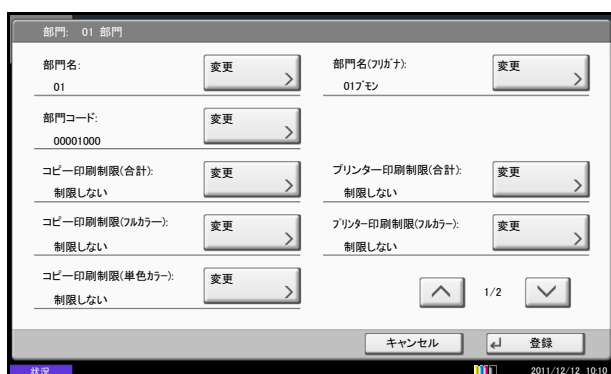 部門: 01 部門
部門名:
01
変更
部門名(フリガナ):
01ブモン
変更
部門コード:
00001000
変更
コピー印刷制限(合計):
制限しない
変更
プリンター印刷制限(合計):
制限しない
変更
コピー印刷制限(フルカラー):
制限しない
変更
プリンター印刷制限(フルカラー):
制限しない
変更
コピー印刷制限(単色カラー):
制限しない
変更
1/2
キャンセル
登録
状況
2011/12/12 10:10